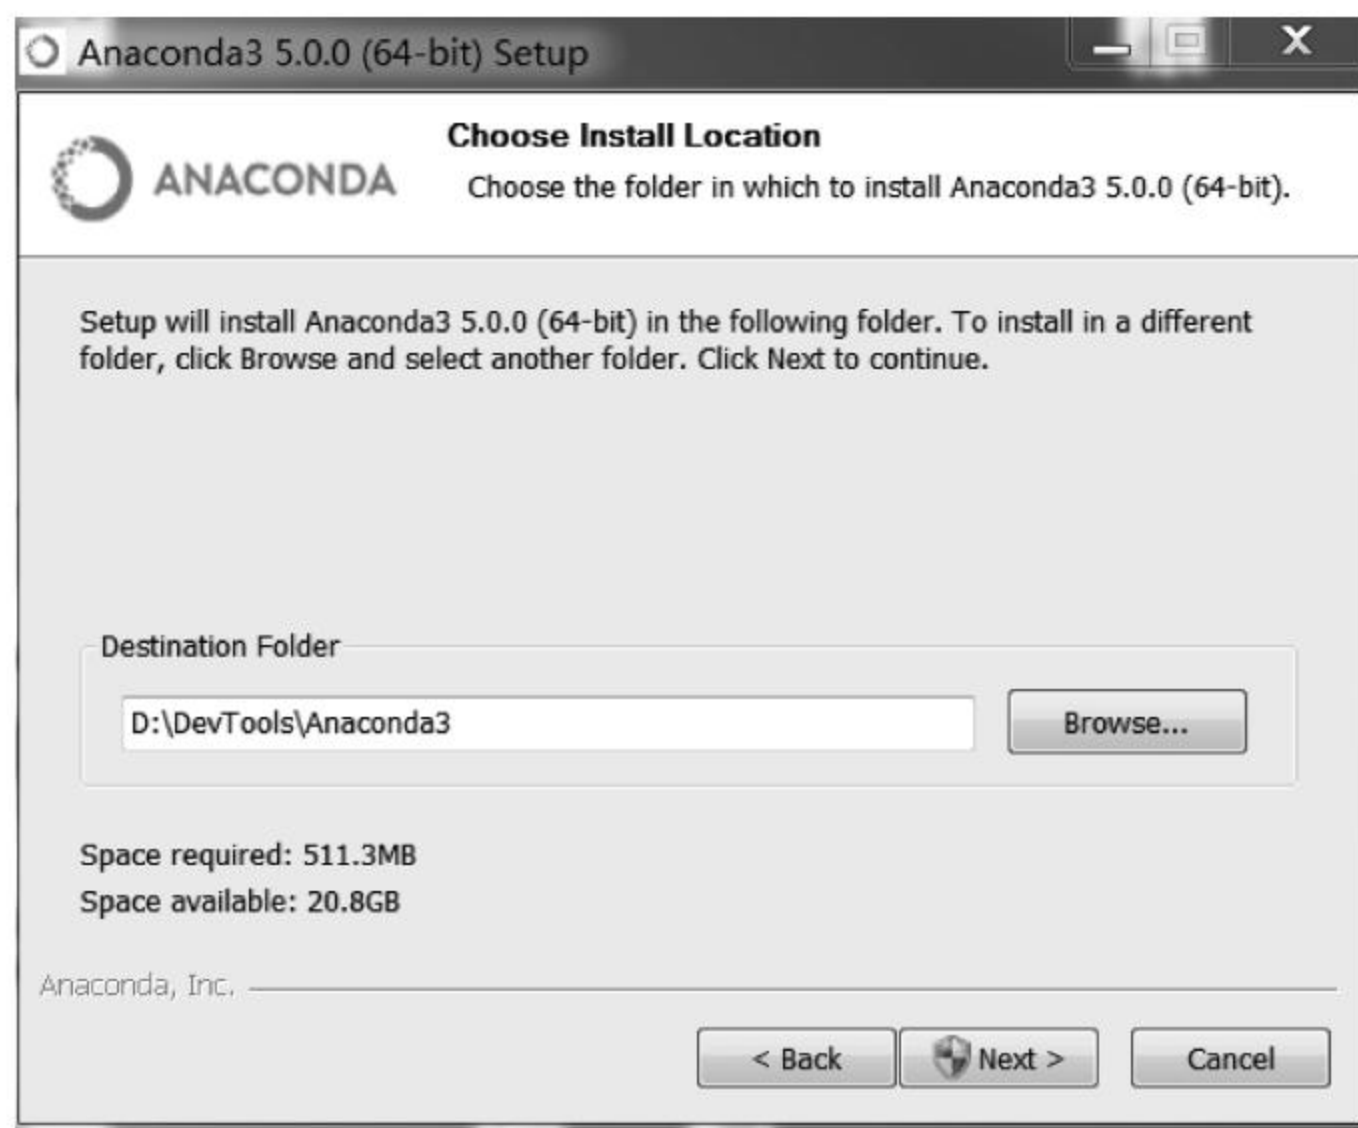 Anaconda3 5.0.0 (64-bit) Setup
ANACONDA
Choose Install Location
Choose the folder in which to install Anaconda3 5.0.0 (64-bit).
Setup will install Anaconda3 5.0.0 (64-bit) in the following folder. To install in a different
folder, click Browse and select another folder. Click Next to continue.
Destination Folder
D:\DevTools\Anaconda3
Browse...
Space required: 511.3MB
Space available: 20.8GB
Anaconda, Inc.
< Back
Next >
Cancel